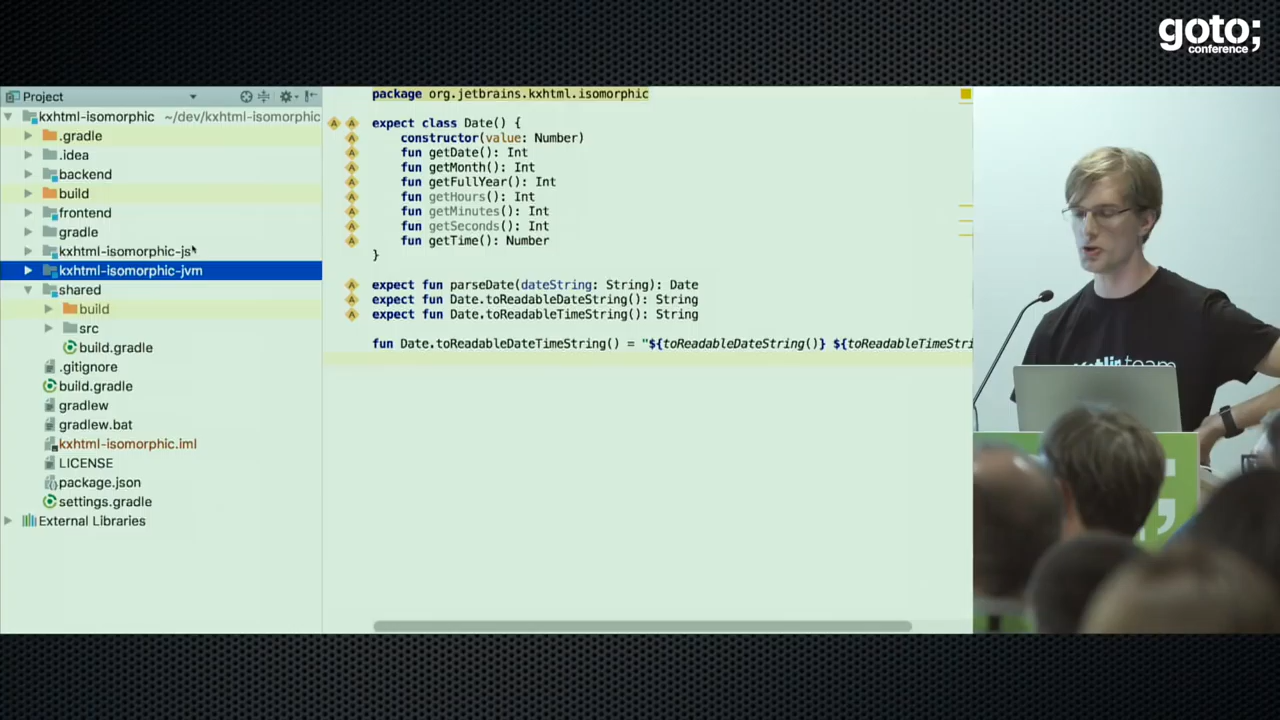 goto;
conference
Project
kxhtml-isomorphic ~/dev/kxhtml-isomorphic
.gradle
.idea
backend
build
frontend
gradle
kxhtml-isomorphic-js
kxhtml-isomorphic-jvm
shared
build
src
build.gradle
.gitignore
build.gradle
gradlew
gradlew.bat
kxhtml-isomorphic.iml
LICENSE
package.json
settings.gradle
External Libraries
package org.jetbrains.kxhtml.isomorphic
expect class Date() {
constructor(value: Number)
fun getDate(): Int
fun getMonth(): Int
fun getFullYear(): Int
fun getHours(): Int
fun getMinutes(): Int
fun getSeconds(): Int
fun getTime(): Number
}
expect fun parseDate(dateString: String): Date
expect fun Date.toReadableDateString(): String
expect fun Date.toReadableTimeString(): String
fun Date.toReadableDateTimeString() = "${toReadableDateString()} ${toReadableTimeStri
team